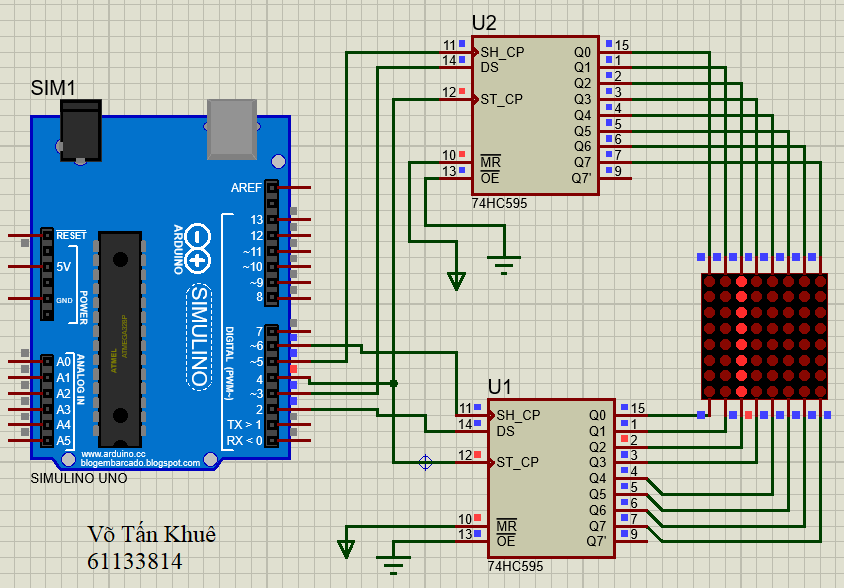 U2
11
14
12
10
13
SH_CP
DS
ST_CP
MR
OE
Q0
Q1
Q2
Q3
Q4
Q5
Q6
Q7
Q7'
15
1
2
3
4
5
6
7
9
74HC595
SIM1
AREF
13
12
~11
~10
~9
8
RESET
5V
GND
POWER
ARDUINO
SIMULINO
ATMEL
ATMEGA328P
DIGITAL (PWM~)
7
~6
~5
4
~3
2
TX > 1
RX < 0
ANALOG IN
A0
A1
A2
A3
A4
A5
www.arduino.cc
blogembarcado.blogspot.com
SIMULINO UNO
U1
11
14
12
10
13
SH_CP
DS
ST_CP
MR
OE
Q0
Q1
Q2
Q3
Q4
Q5
Q6
Q7
Q7'
15
1
2
3
4
5
6
7
9
74HC595
Võ Tấn Khuê
61133814